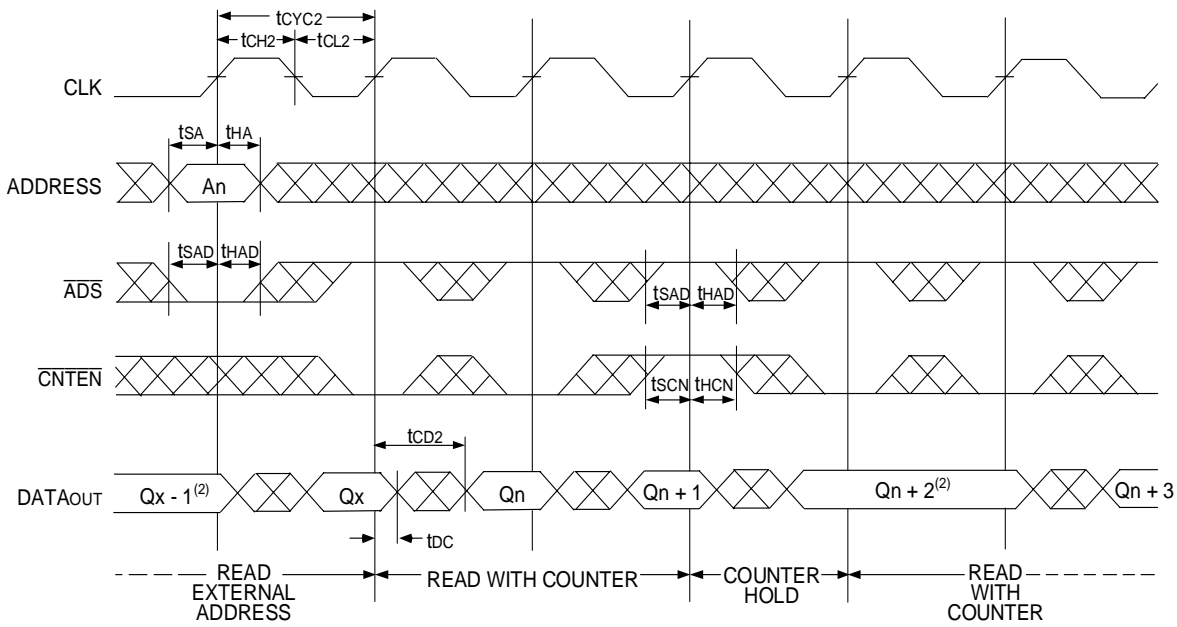 tCYC2
tCH2 tCL2
CLK
tSA tHA
ADDRESS An
tSAD tHAD
ADS
tSAD tHAD
CNTEN
tSCN tHCN
tCD2
DATAOUT Qx - 1(2) Qx Qn Qn + 1 Qn + 2(2) Qn + 3
tDC
READ EXTERNAL ADDRESS
READ WITH COUNTER
COUNTER HOLD
READ WITH COUNTER